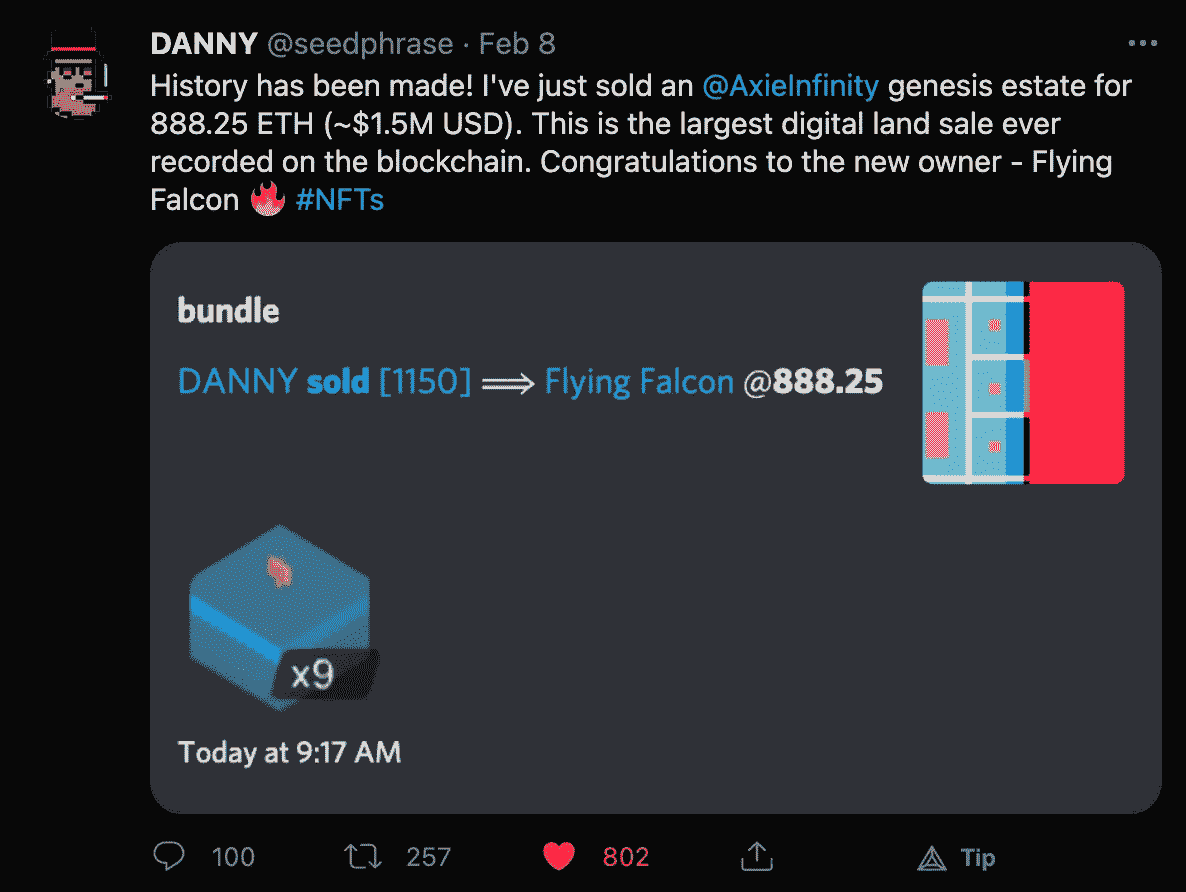 DANNY @seedphrase · Feb 8
History has been made! I've just sold an @AxieInfinity genesis estate for
888.25 ETH (~$1.5M USD). This is the largest digital land sale ever
recorded on the blockchain. Congratulations to the new owner - Flying
Falcon 🔥 #NFTs
bundle
DANNY sold [1150] ⟹ Flying Falcon @888.25
x9
Today at 9:17 AM
100 257 802 Tip